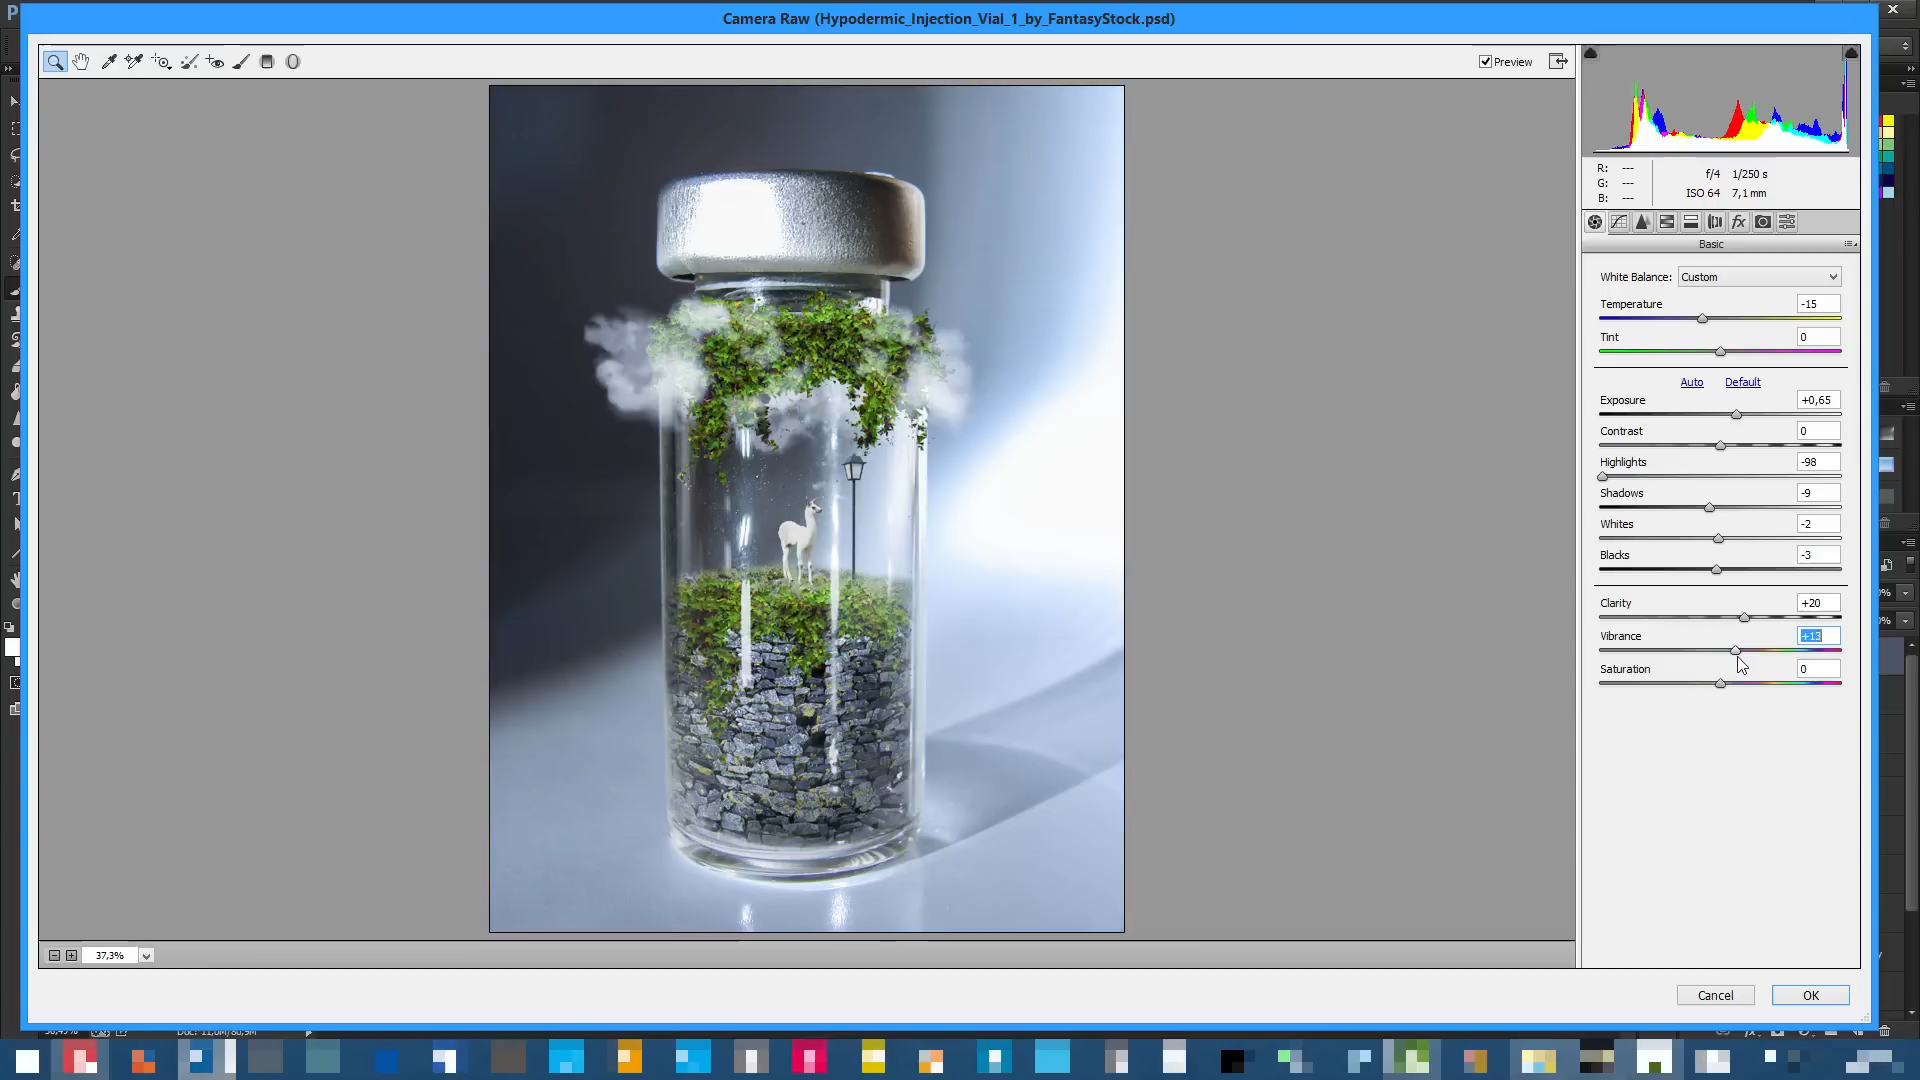 Camera Raw (Hypodermic_Injection_Vial_1_by_FantasyStock.psd)
Preview
R: ---
G: ---
B: ---
f/4 1/250 s
ISO 64 7,1 mm
Basic
White Balance: Custom
Temperature -15
Tint 0
Auto Default
Exposure +0,65
Contrast 0
Highlights -98
Shadows -9
Whites -2
Blacks -3
Clarity +20
Vibrance +13
Saturation 0
37,3%
Cancel OK